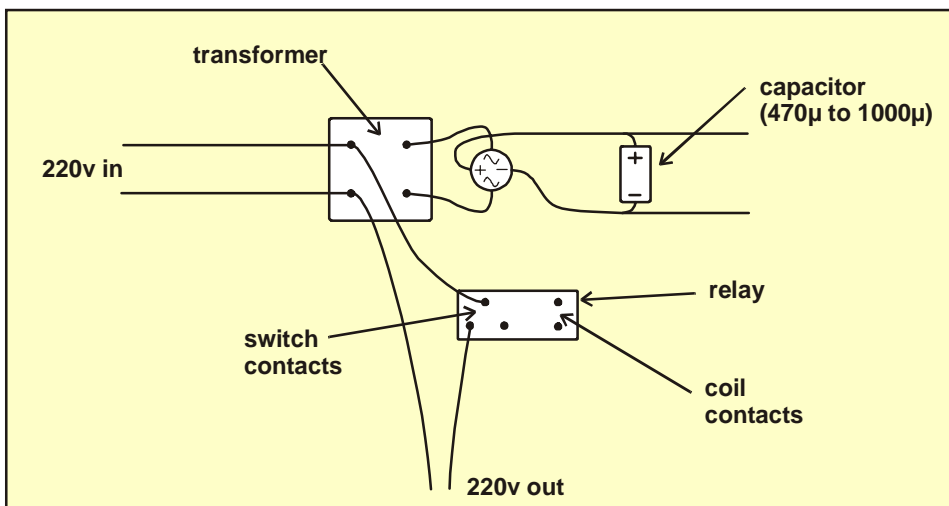 transformer
capacitor
(470µ to 1000µ)
220v in
+ −
+
−
relay
switch
contacts
coil
contacts
220v out